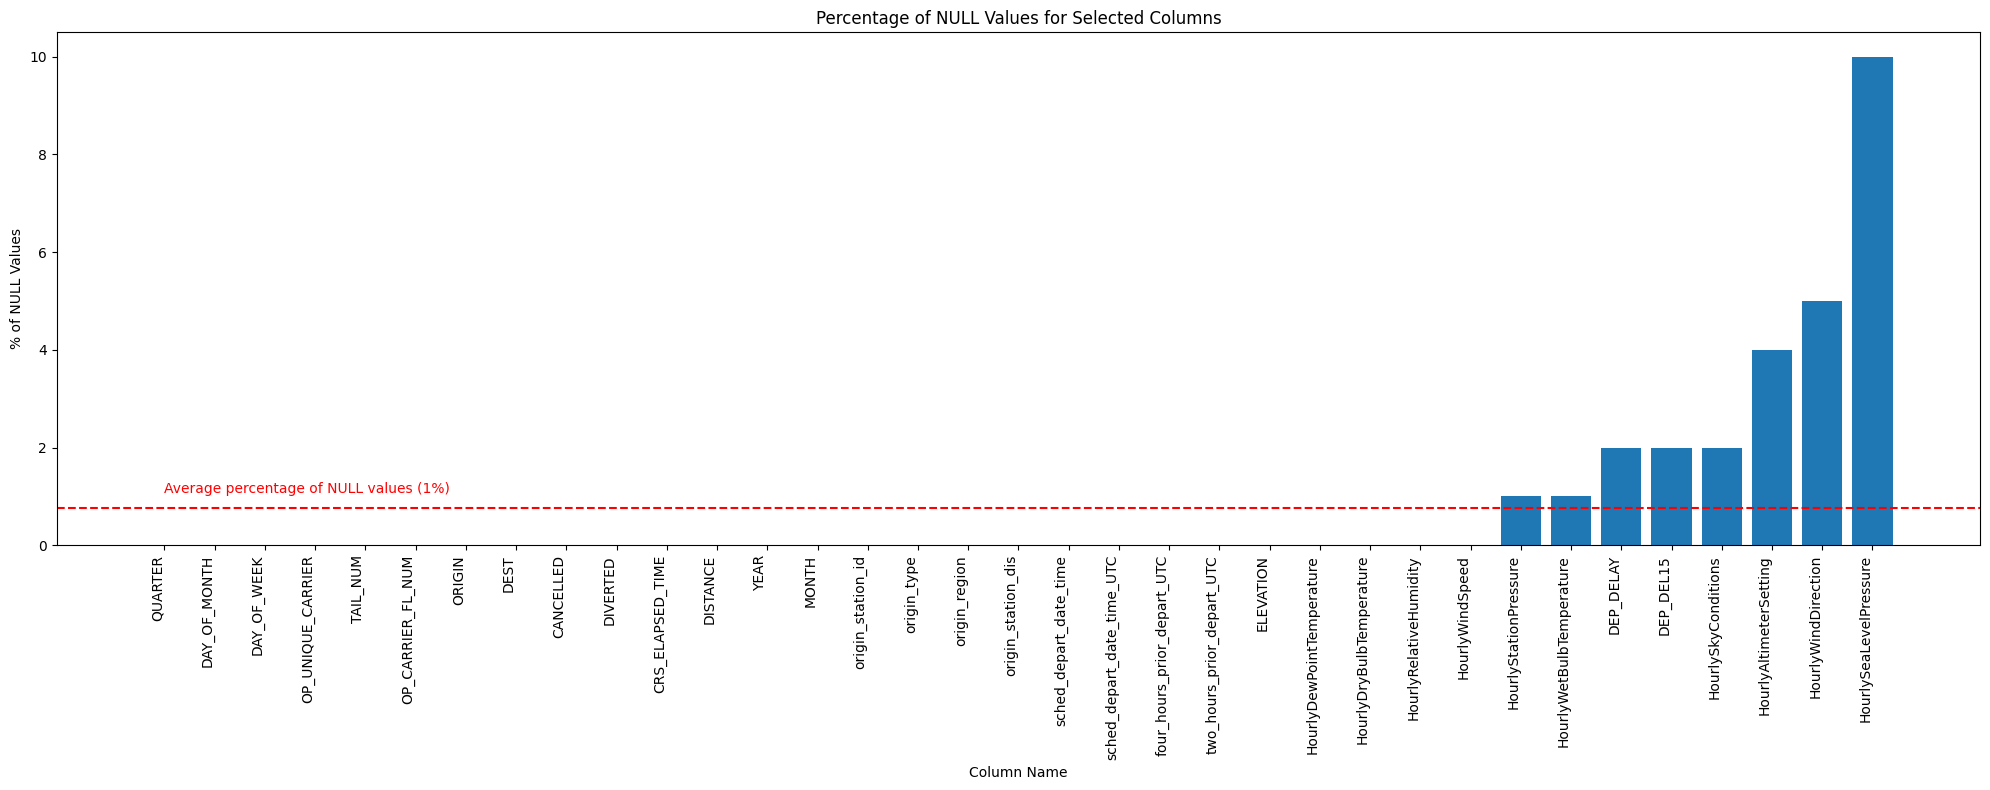 Percentage of NULL Values for Selected Columns
% of NULL Values
10
8
6
4
2
0
Average percentage of NULL values (1%)
QUARTER
DAY_OF_MONTH
DAY_OF_WEEK
OP_UNIQUE_CARRIER
TAIL_NUM
OP_CARRIER_FL_NUM
ORIGIN
DEST
CANCELLED
DIVERTED
CRS_ELAPSED_TIME
DISTANCE
YEAR
MONTH
origin_station_id
origin_type
origin_region
origin_station_dis
sched_depart_date_time
sched_depart_date_time_UTC
four_hours_prior_depart_UTC
two_hours_prior_depart_UTC
ELEVATION
HourlyDewPointTemperature
HourlyDryBulbTemperature
HourlyRelativeHumidity
HourlyWindSpeed
HourlyStationPressure
HourlyWetBulbTemperature
DEP_DELAY
DEP_DEL15
HourlySkyConditions
HourlyAltimeterSetting
HourlyWindDirection
HourlySeaLevelPressure
Column Name